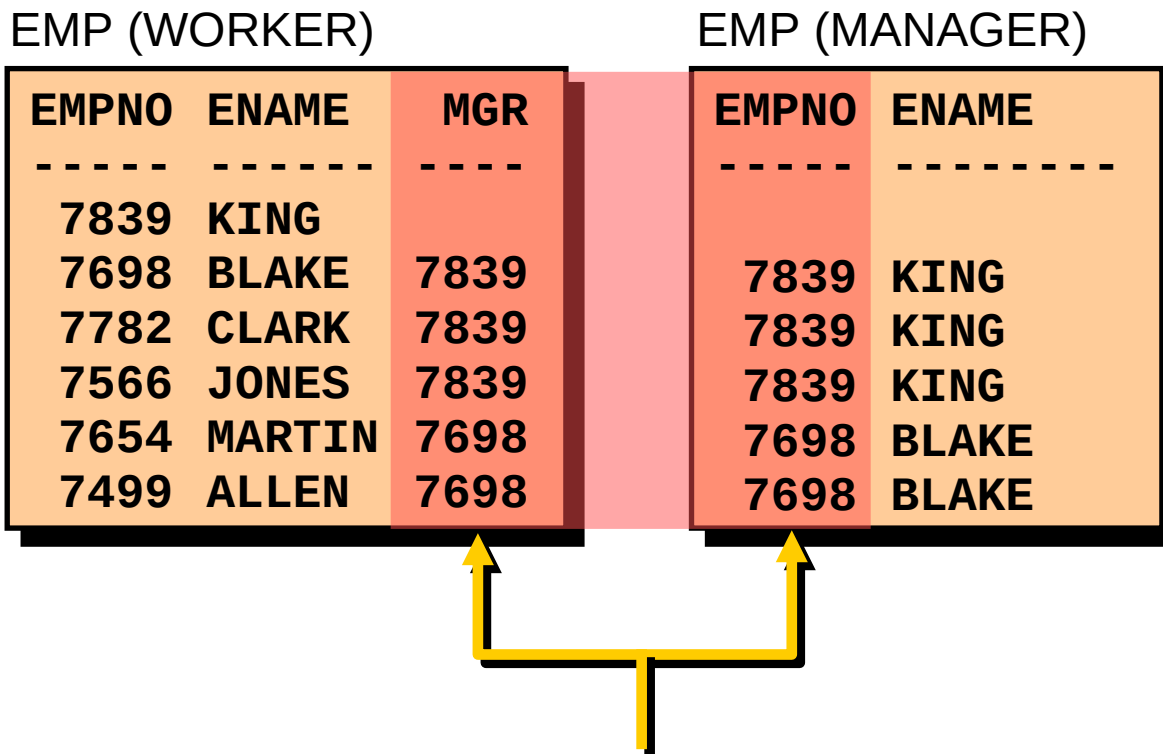 EMP (WORKER)
EMPNO ENAME MGR
----- ------ ----
7839 KING
7698 BLAKE 7839
7782 CLARK 7839
7566 JONES 7839
7654 MARTIN 7698
7499 ALLEN 7698
EMP (MANAGER)
EMPNO ENAME
----- --------
7839 KING
7839 KING
7839 KING
7698 BLAKE
7698 BLAKE